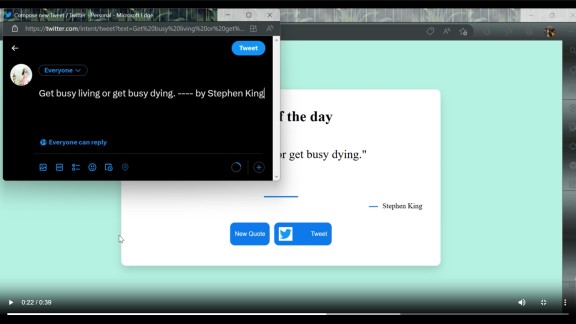 Compose new Tweet / Twitter - Personal - Microsoft Edge
https://twitter.com/intent/tweet?text=Get%20busy%20living%20or%20get%...
Tweet
Everyone
Get busy living or get busy dying. ---- by Stephen King
Everyone can reply
f the day
or get busy dying."
Stephen King
New Quote
Tweet
0:22 / 0:39